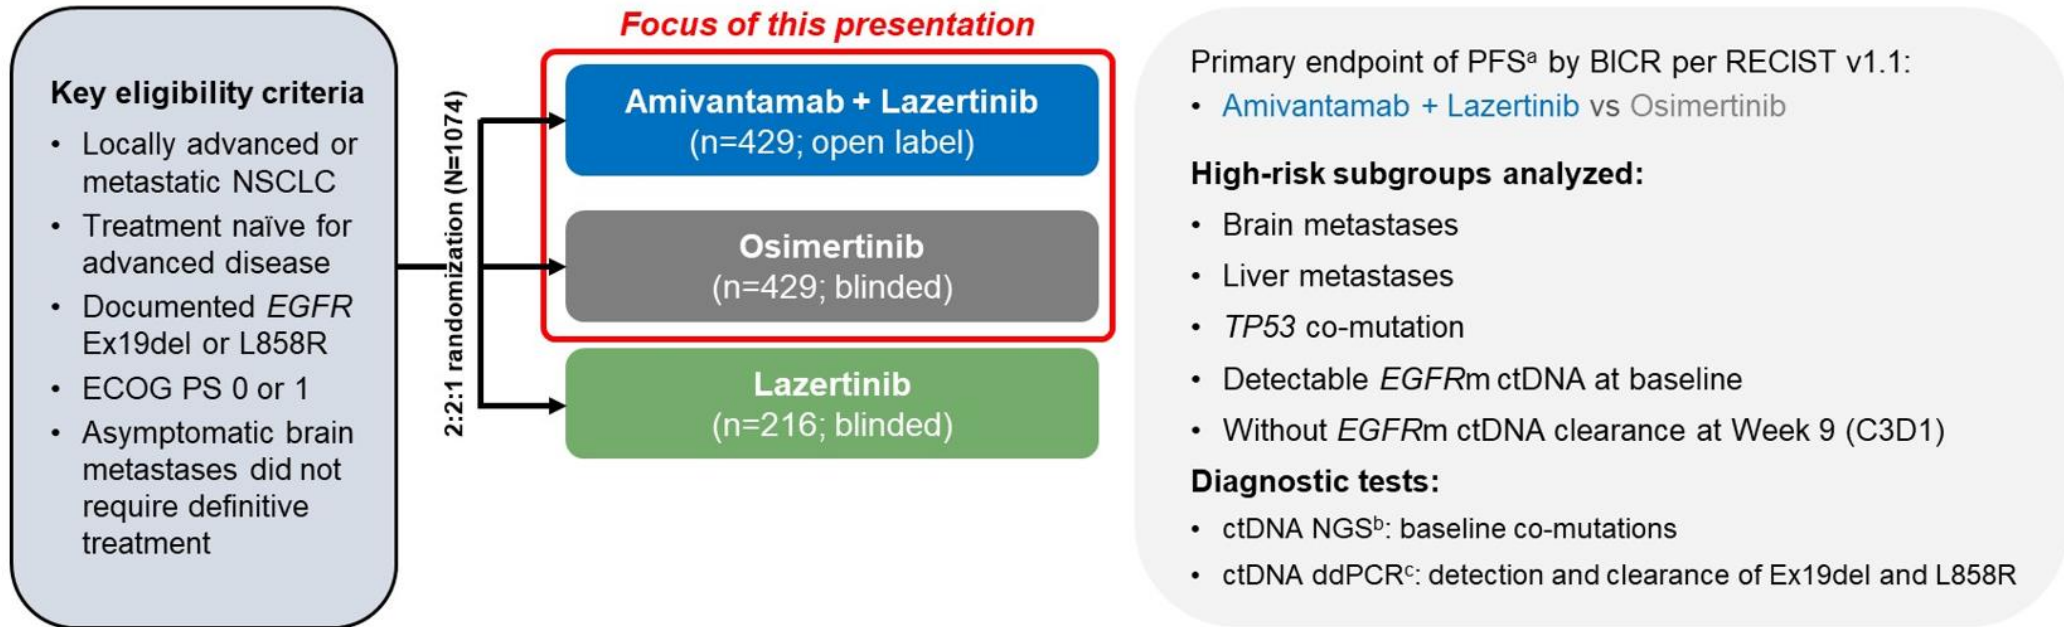 Focus of this presentation
Key eligibility criteria
• Locally advanced or
metastatic NSCLC
• Treatment naïve for
advanced disease
• Documented EGFR
Ex19del or L858R
• ECOG PS 0 or 1
• Asymptomatic brain
metastases did not
require definitive
treatment
2:2:1 randomization (N=1074)
Amivantamab + Lazertinib
(n=429; open label)
Osimertinib
(n=429; blinded)
Lazertinib
(n=216; blinded)
Primary endpoint of PFSᵃ by BICR per RECIST v1.1:
• Amivantamab + Lazertinib vs Osimertinib
High-risk subgroups analyzed:
• Brain metastases
• Liver metastases
• TP53 co-mutation
• Detectable EGFRm ctDNA at baseline
• Without EGFRm ctDNA clearance at Week 9 (C3D1)
Diagnostic tests:
• ctDNA NGSᵇ: baseline co-mutations
• ctDNA ddPCRᶜ: detection and clearance of Ex19del and L858R